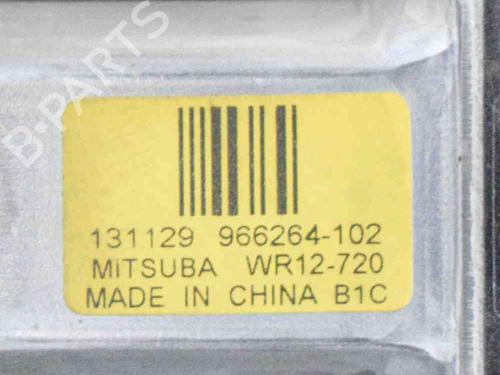 B-PARTS
131129 966264-102
MITSUBA WR12-720
MADE IN CHINA B1C